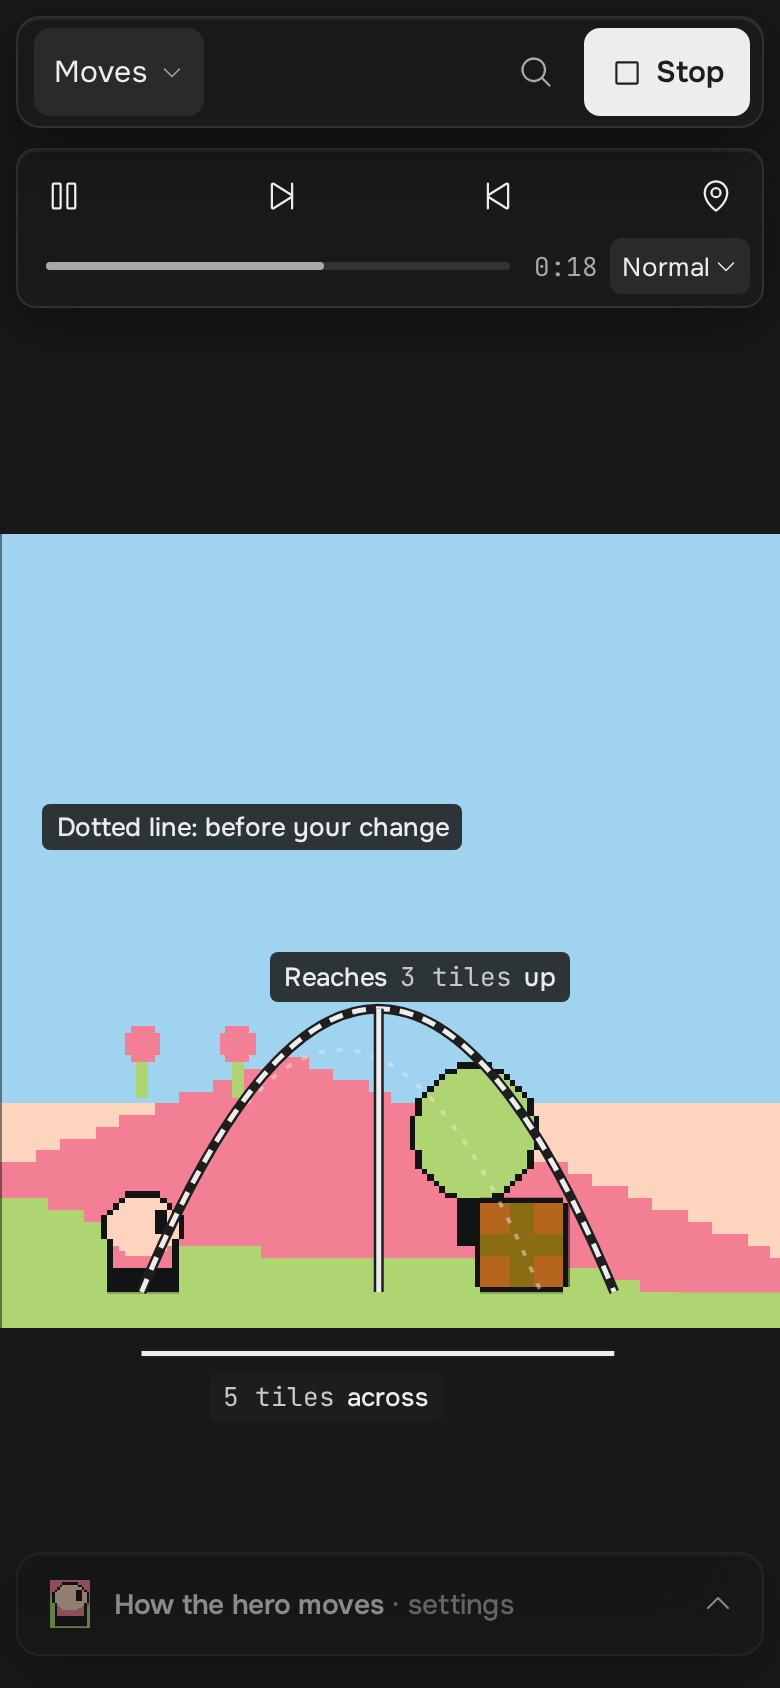 Moves
Stop
0:18
Normal
Dotted line: before your change
Reaches 3 tiles up
5 tiles across
How the hero moves · settings